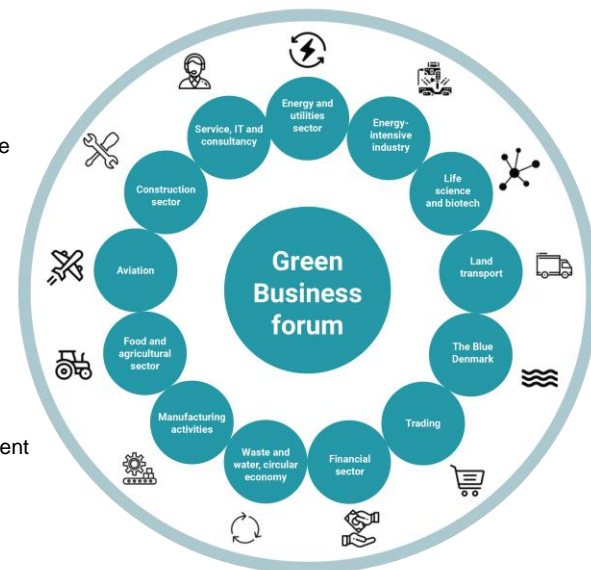 Energy and
utilities
sector
Energy-
intensive
industry
Life
science
and biotech
Land
transport
The Blue
Denmark
Trading
Financial
sector
Waste and
water, circular
economy
Manufacturing
activities
Food and
agricultural
sector
Aviation
Construction
sector
Service, IT and
consultancy
Green
Business
forum
e
ent